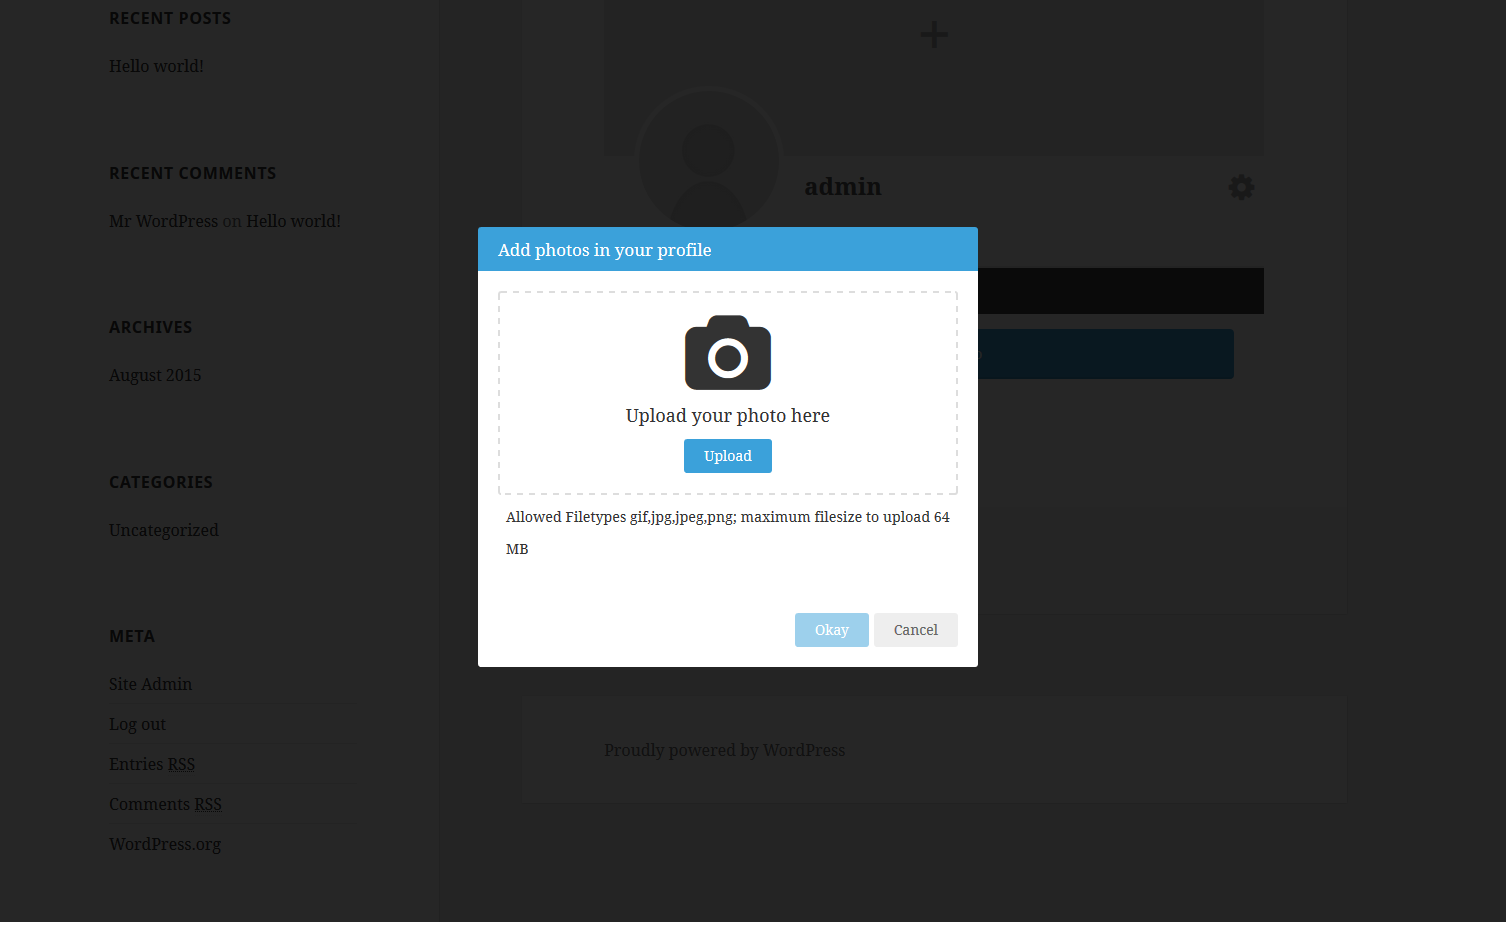 RECENT POSTS
Hello world!
RECENT COMMENTS
Mr WordPress on Hello world!
ARCHIVES
August 2015
CATEGORIES
Uncategorized
META
Site Admin
Log out
Entries RSS
Comments RSS
WordPress.org
admin
Add photos in your profile
Upload your photo here
Upload
Allowed Filetypes gif,jpg,jpeg,png; maximum filesize to upload 64
MB
Okay
Cancel
Proudly powered by WordPress